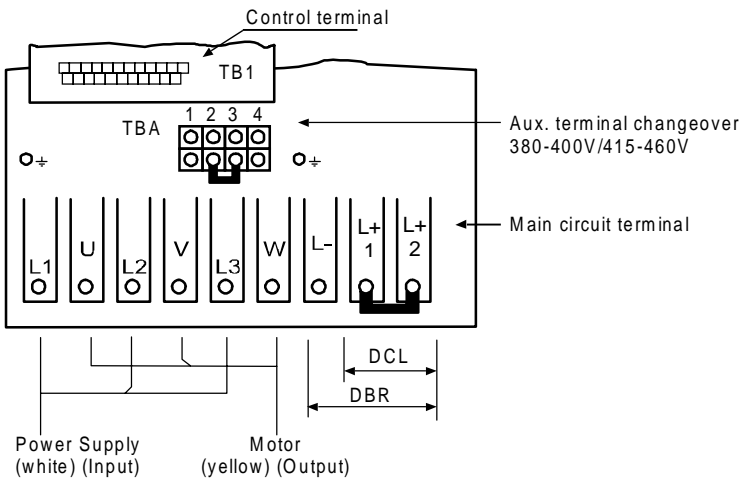 Control terminal
TB1
1 2 3 4
TBA
Aux. terminal changeover
380-400V/415-460V
Main circuit terminal
L1 U L2 V L3 W L- L+ 1 L+ 2
DCL
DBR
Power Supply
(white) (Input)
Motor
(yellow) (Output)